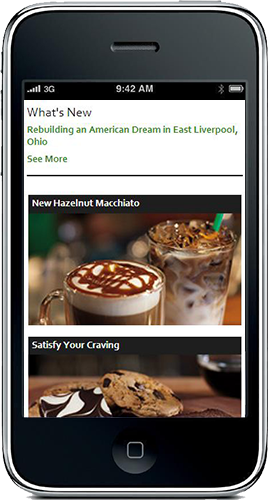 3G 9:42 AM
What's New
Rebuilding an American Dream in East Liverpool,
Ohio
See More
New Hazelnut Macchiato
Satisfy Your Craving